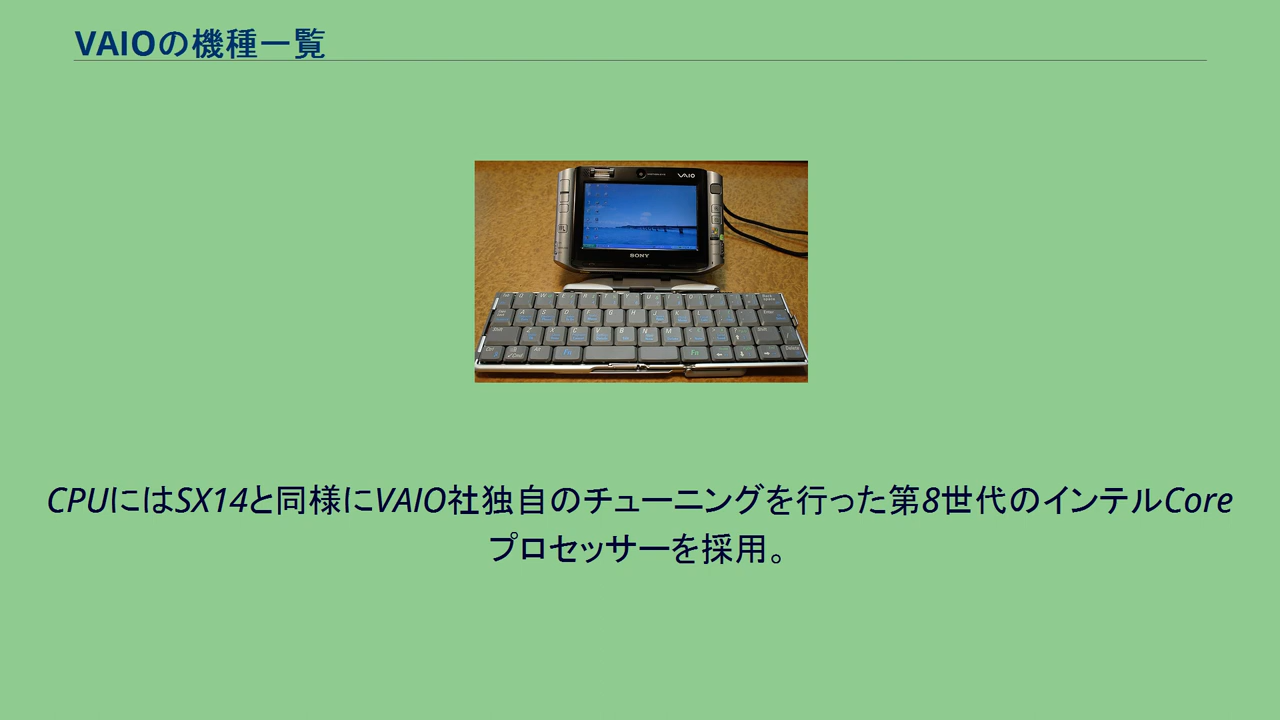 VAIOの機種一覧
VAIO
SONY
CPUにはSX14と同様にVAIO社独自のチューニングを行った第8世代のインテルCore
プロセッサーを採用。